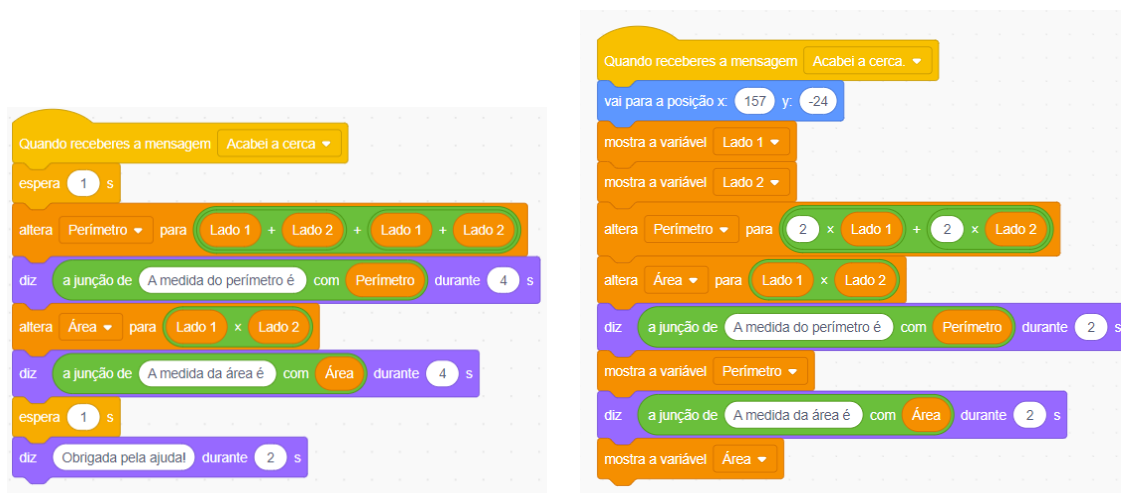 Quando receberes a mensagem Acabei a cerca
espera 1 s
altera Perímetro para Lado 1 + Lado 2 + Lado 1 + Lado 2
diz a junção de A medida do perímetro é com Perímetro durante 4 s
altera Área para Lado 1 × Lado 2
diz a junção de A medida da área é com Área durante 4 s
espera 1 s
diz Obrigada pela ajuda! durante 2 s
Quando receberes a mensagem Acabei a cerca.
vai para a posição x: 157 y: -24
mostra a variável Lado 1
mostra a variável Lado 2
altera Perímetro para 2 × Lado 1 + 2 × Lado 2
altera Área para Lado 1 × Lado 2
diz a junção de A medida do perímetro é com Perímetro durante 2 s
mostra a variável Perímetro
diz a junção de A medida da área é com Área durante 2 s
mostra a variável Área